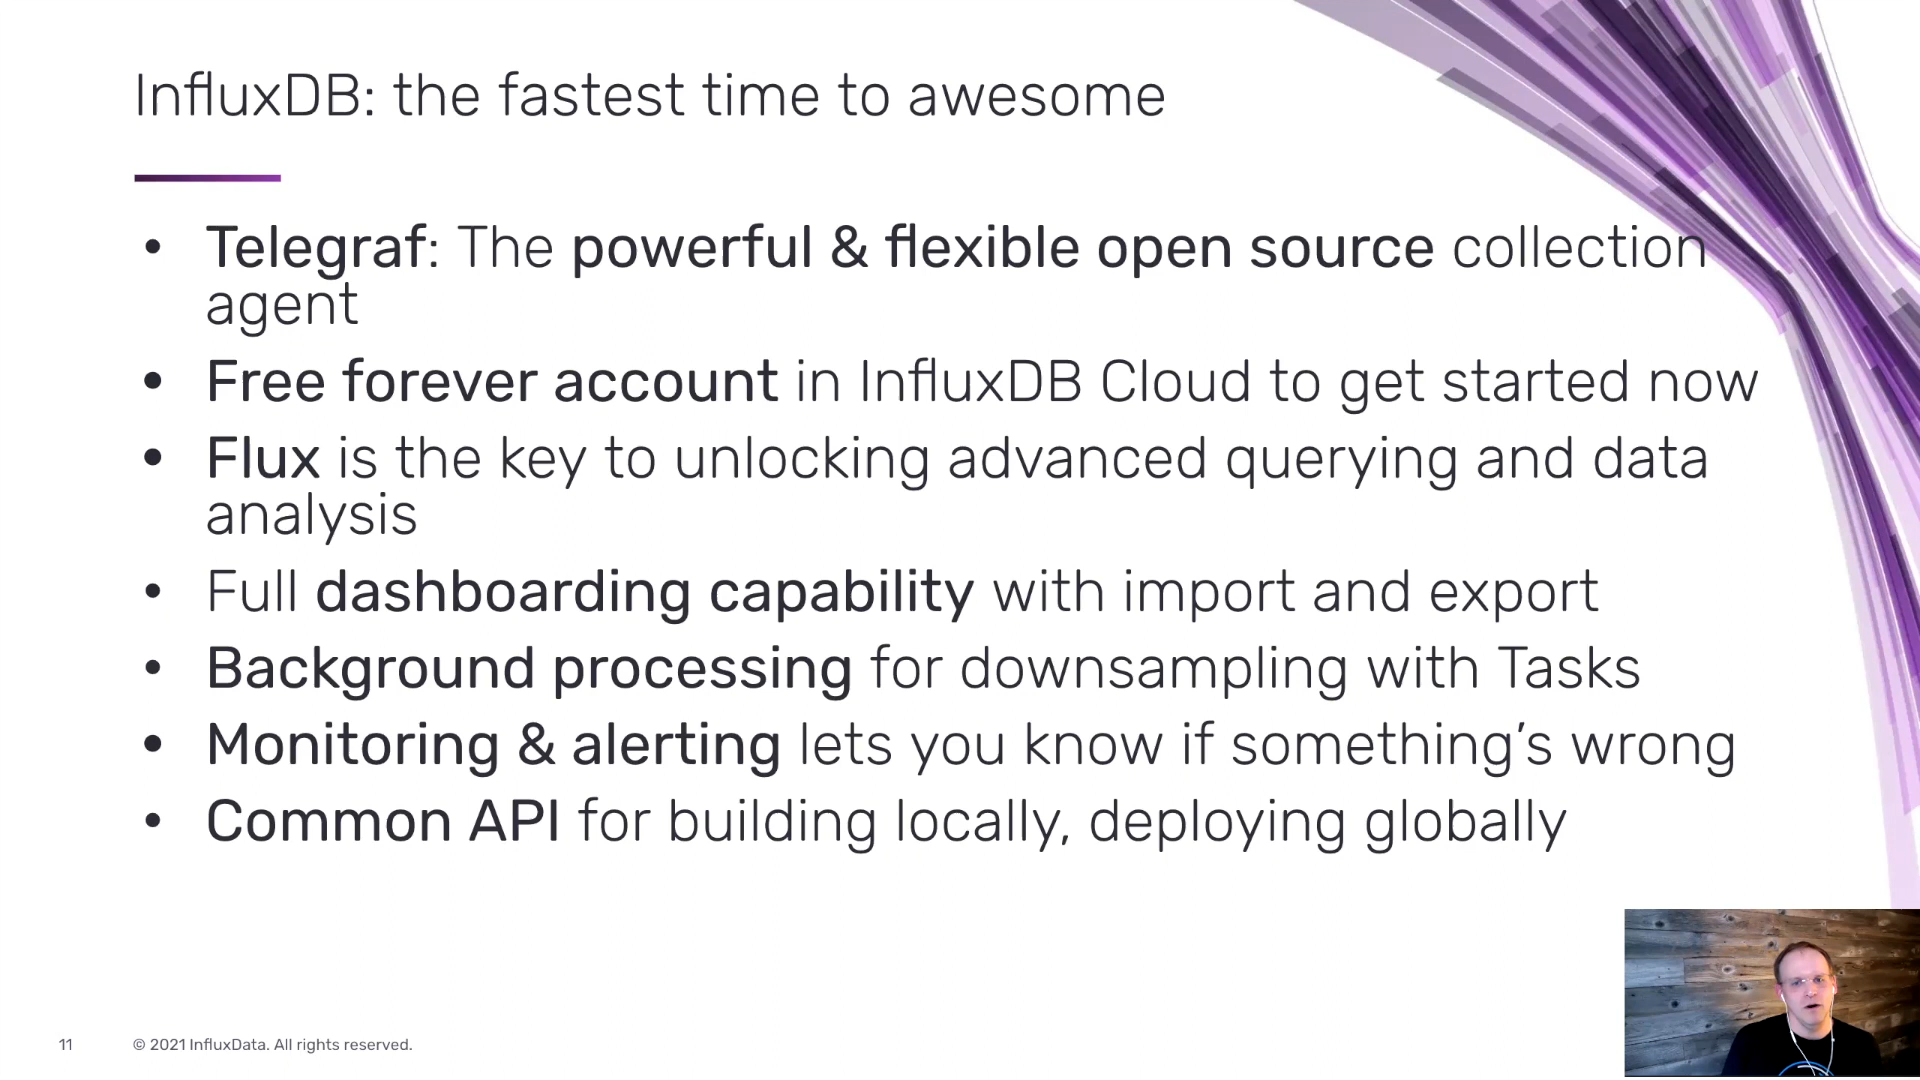 InfluxDB: the fastest time to awesome
• Telegraf: The powerful & flexible open source collection
agent
• Free forever account in InfluxDB Cloud to get started now
• Flux is the key to unlocking advanced querying and data
analysis
• Full dashboarding capability with import and export
• Background processing for downsampling with Tasks
• Monitoring & alerting lets you know if something’s wrong
• Common API for building locally, deploying globally
11 © 2021 InfluxData. All rights reserved.